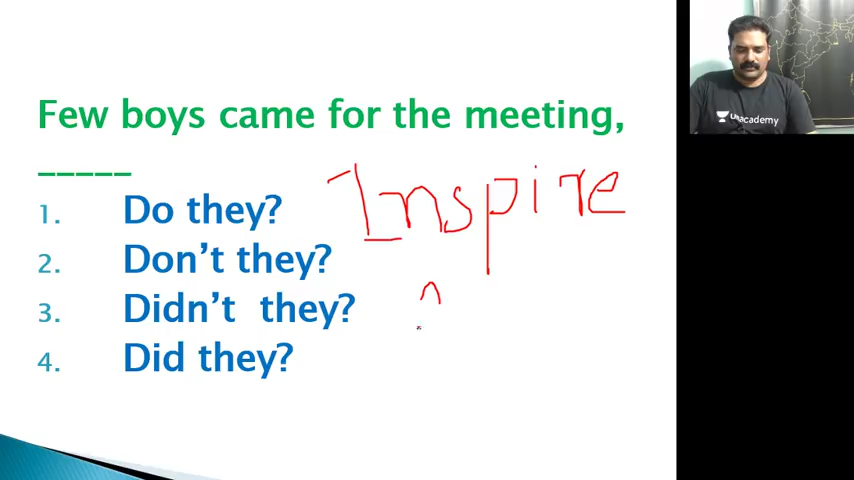 Few boys came for the meeting,
_____
1. Do they?
2. Don't they?
3. Didn't  they?
4. Did they?
Inspire
unacademy